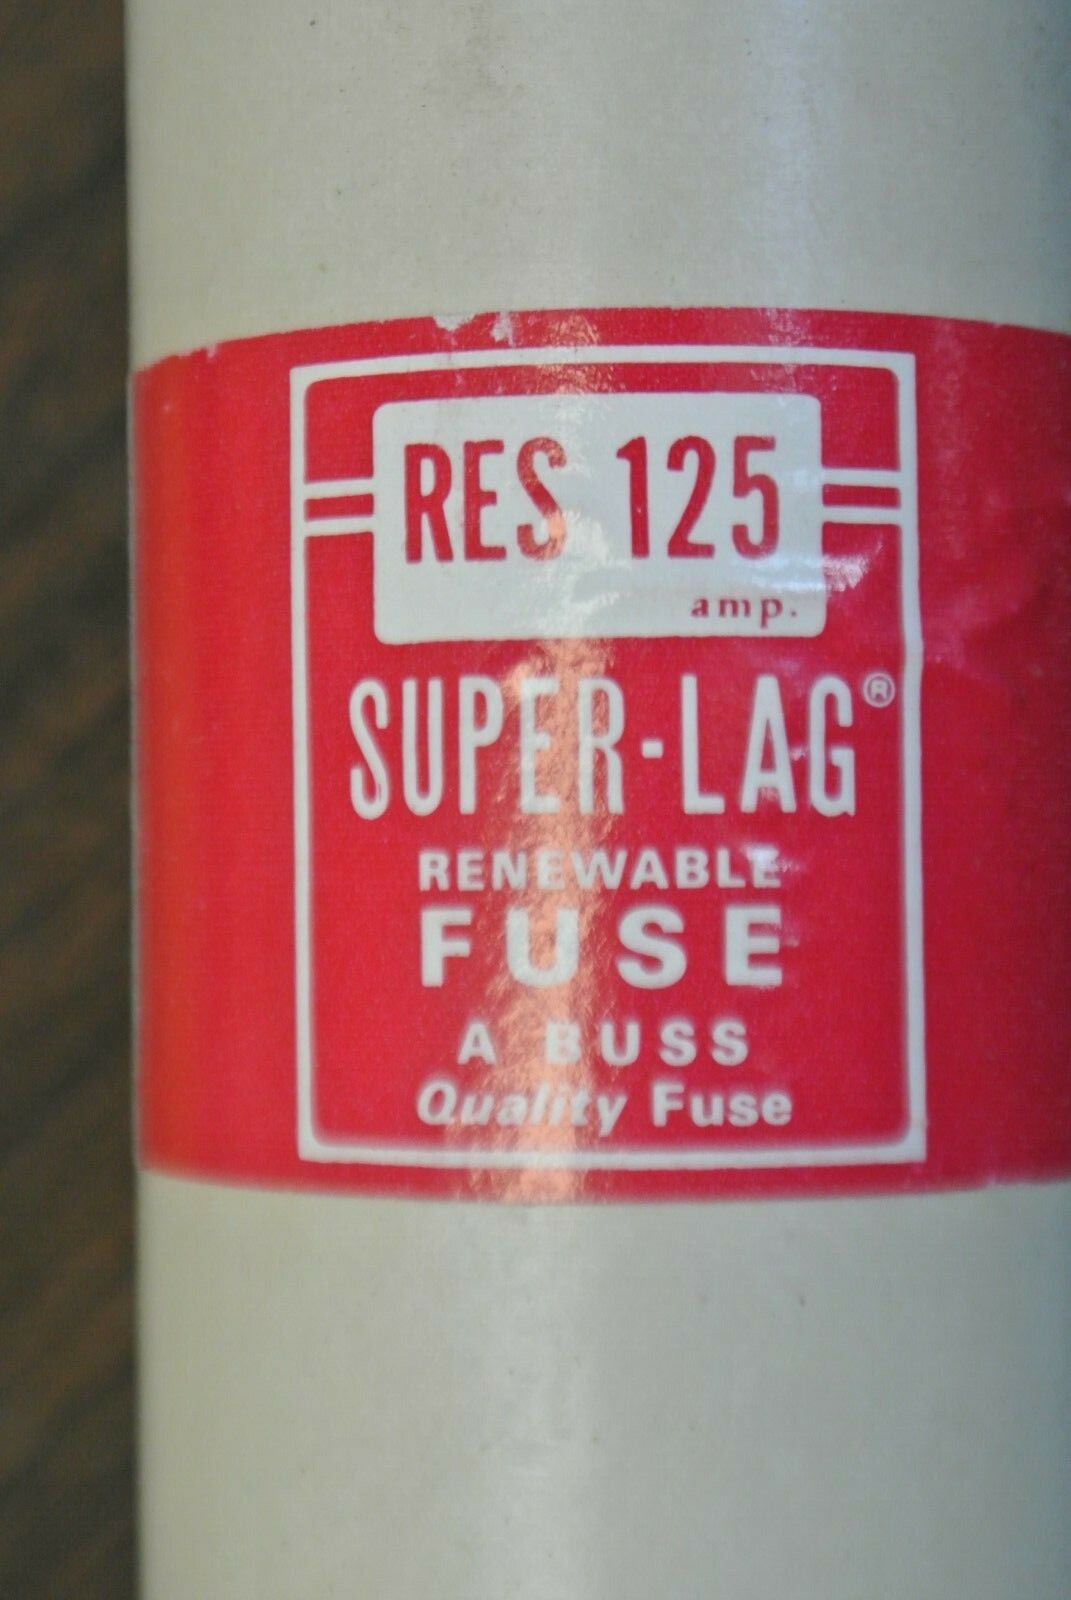 RES 125
amp.
SUPER-LAG®
RENEWABLE
FUSE
A BUSS
Quality Fuse